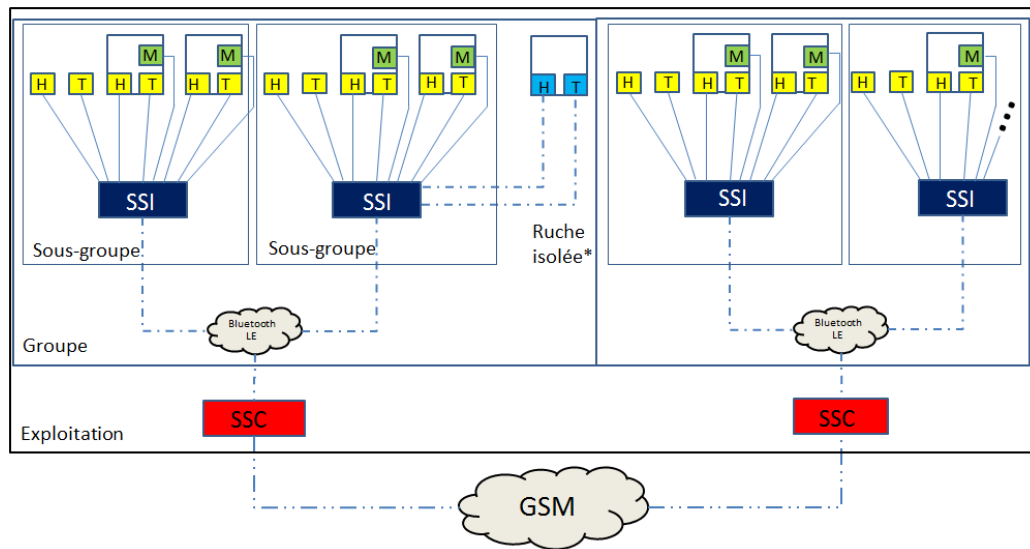 M
M
M
M
M
M
M
H
T
H
T
H
T
H
T
H
T
H
T
H
T
H
T
H
T
H
T
H
T
H
T
SSI
SSI
SSI
SSI
Sous-groupe
Sous-groupe
Ruche
isolée*
Bluetooth
LE
Bluetooth
LE
Groupe
SSC
SSC
Exploitation
GSM